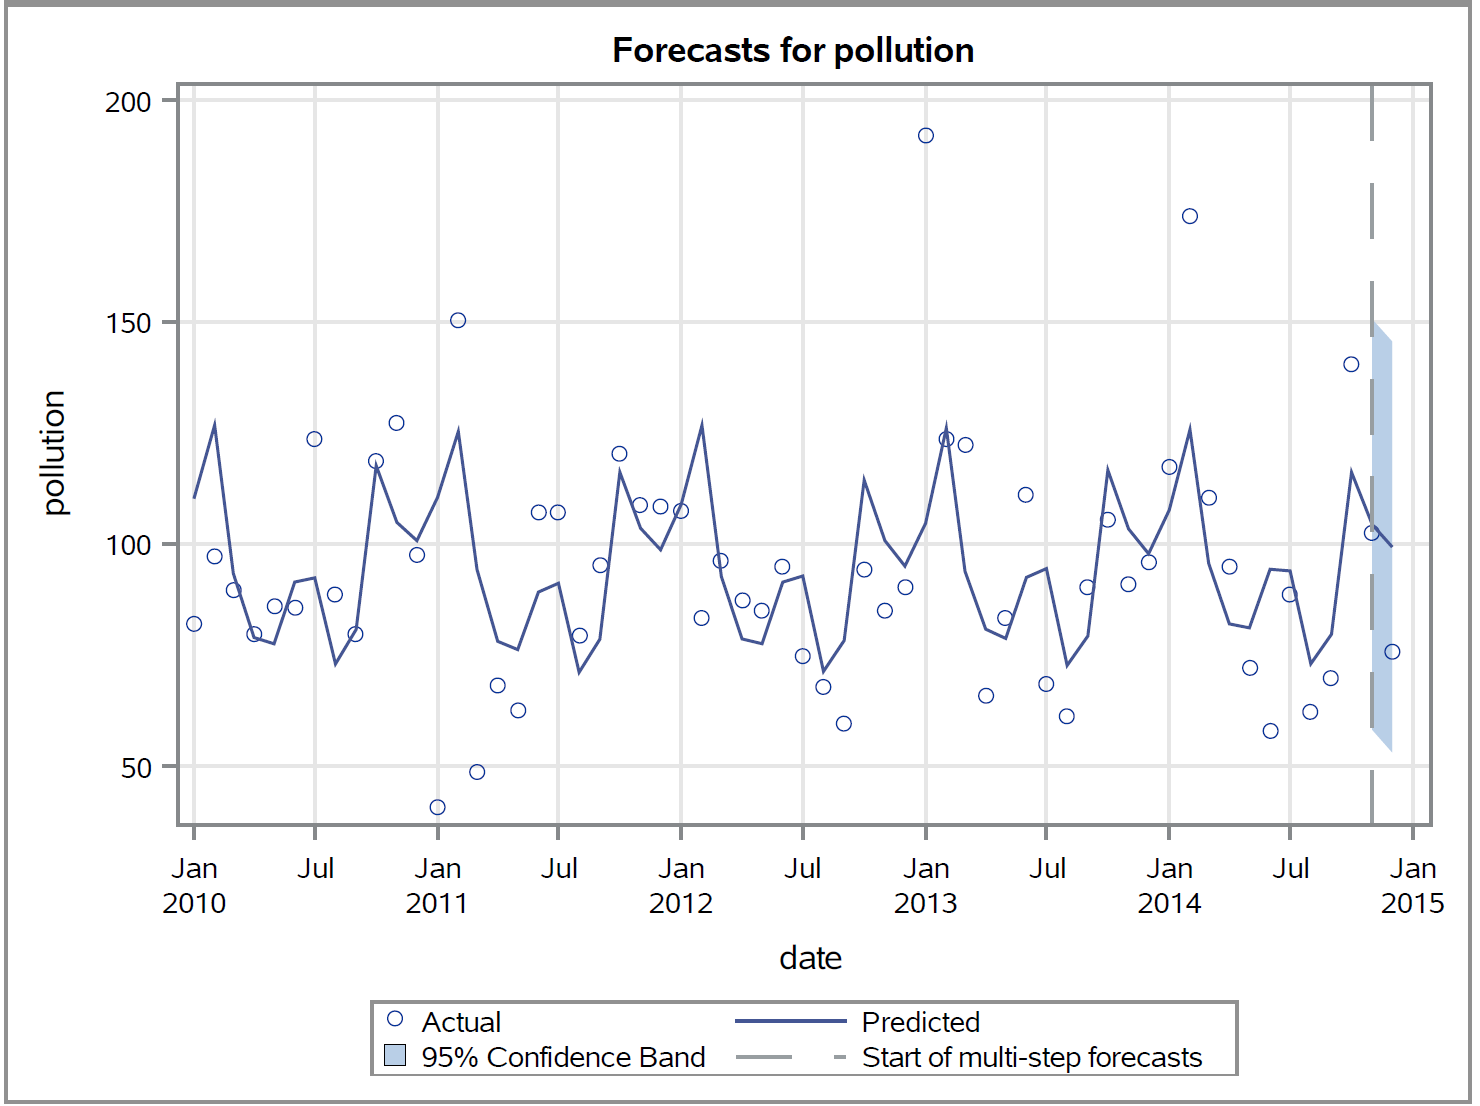 Forecasts for pollution
200
150
100
50
pollution
Jan Jul Jan Jul Jan Jul Jan Jul Jan Jul Jan
2010 2011 2012 2013 2014 2015
date
Actual Predicted
95% Confidence Band Start of multi-step forecasts